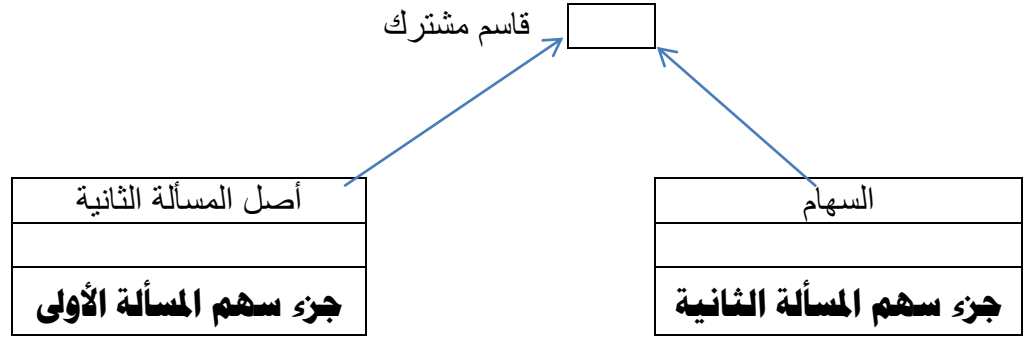 قاسم مشترك
السهام
أصل المسألة الثانية
جزء سهم المسألة الثانية
جزء سهم المسألة الأولى